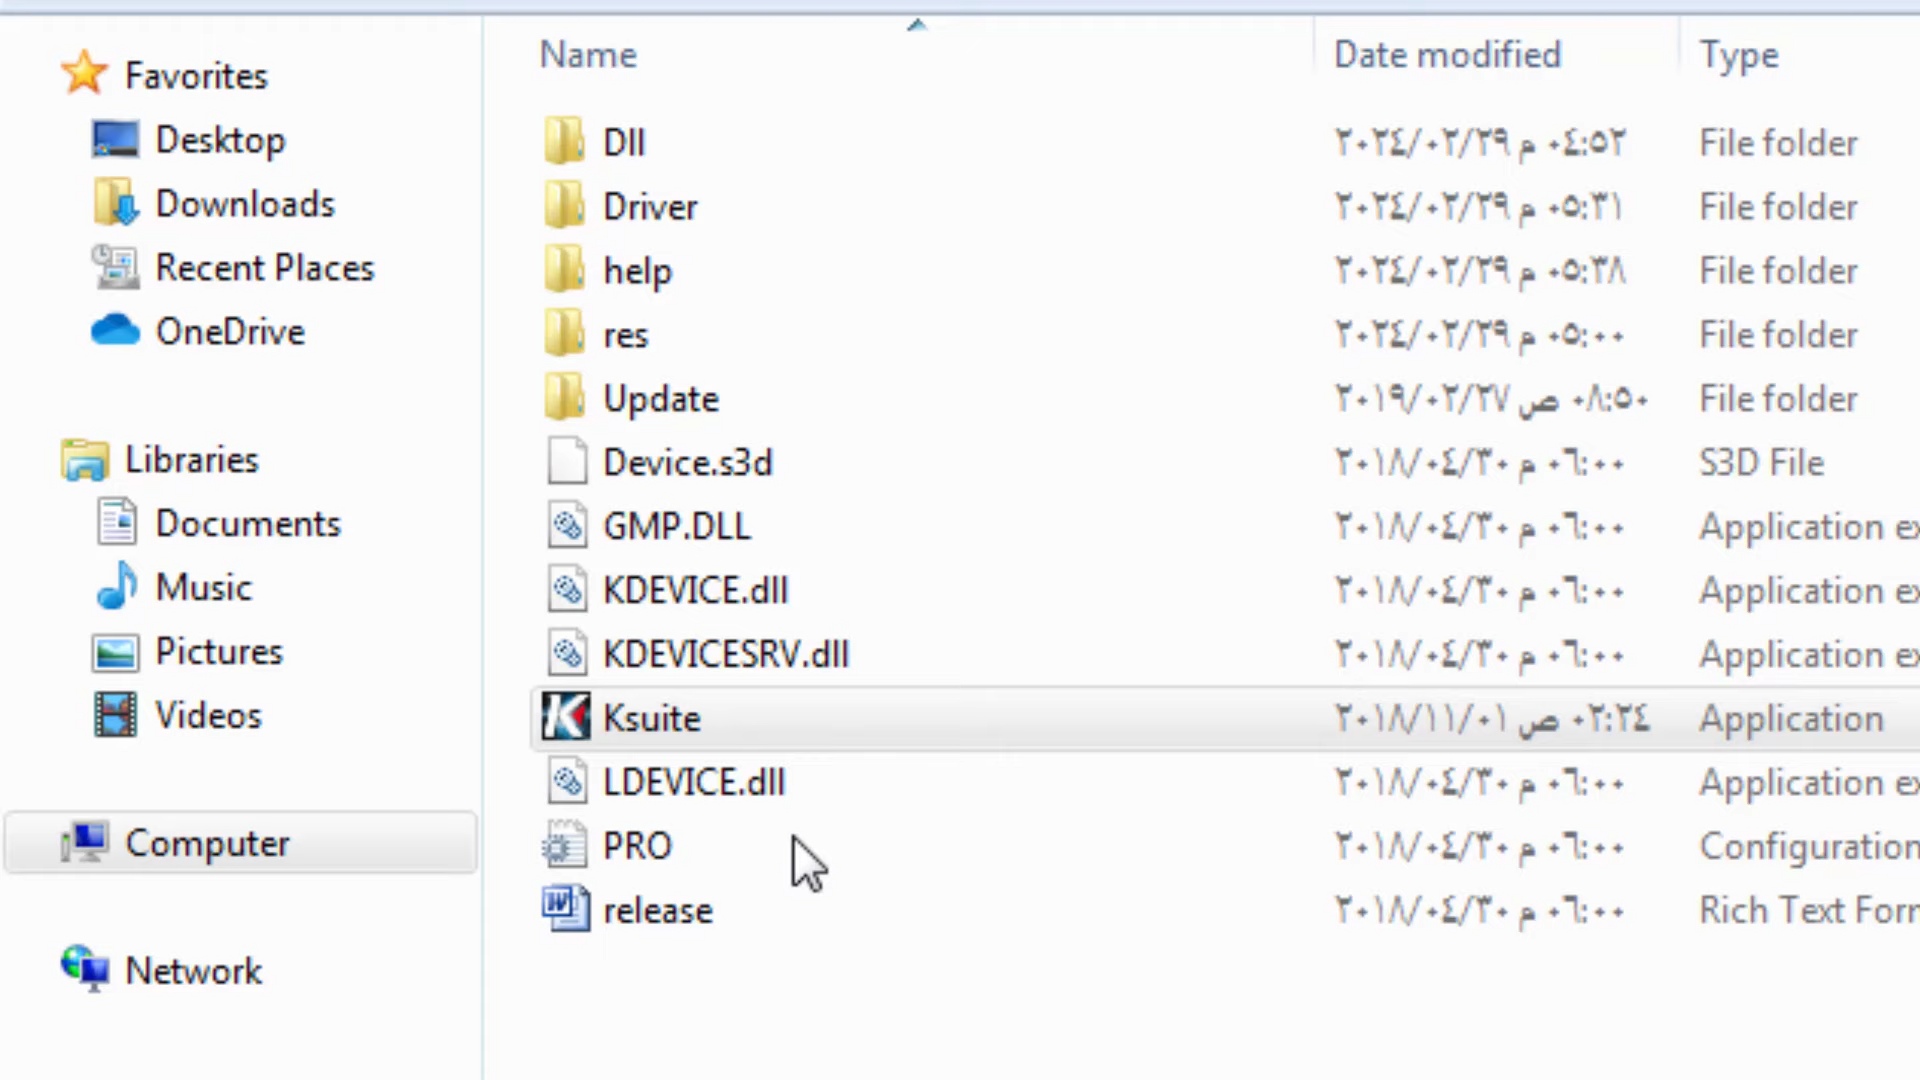 Name Date modified Type
Favorites
Desktop
Downloads
Recent Places
OneDrive
Libraries
Documents
Music
Pictures
Videos
Computer
Network
Dll ٢٠٢٤/٠٢/٢٩ م ٠٤:٥٢ File folder
Driver ٢٠٢٤/٠٢/٢٩ م ٠٥:٢١ File folder
help ٢٠٢٤/٠٢/٢٩ م ٠٥:٣٨ File folder
res ٢٠٢٤/٠٢/٢٩ م ٠٥:٠٠ File folder
Update ٢٠١٩/٠٢/٢٧ ص ٠٨:٥٠ File folder
Device.s3d ٢٠١٨/٠٤/٣٠ م ٠٦:٠٠ S3D File
GMP.DLL ٢٠١٨/٠٤/٣٠ م ٠٦:٠٠ Application ex
KDEVICE.dll ٢٠١٨/٠٤/٣٠ م ٠٦:٠٠ Application ex
KDEVICESRV.dll ٢٠١٨/٠٤/٣٠ م ٠٦:٠٠ Application ex
Ksuite ٢٠١٨/١١/٠١ ص ٠٢:٢٤ Application
LDEVICE.dll ٢٠١٨/٠٤/٣٠ م ٠٦:٠٠ Application ex
PRO ٢٠١٨/٠٤/٣٠ م ٠٦:٠٠ Configuration
release ٢٠١٨/٠٤/٣٠ م ٠٦:٠٠ Rich Text Forr